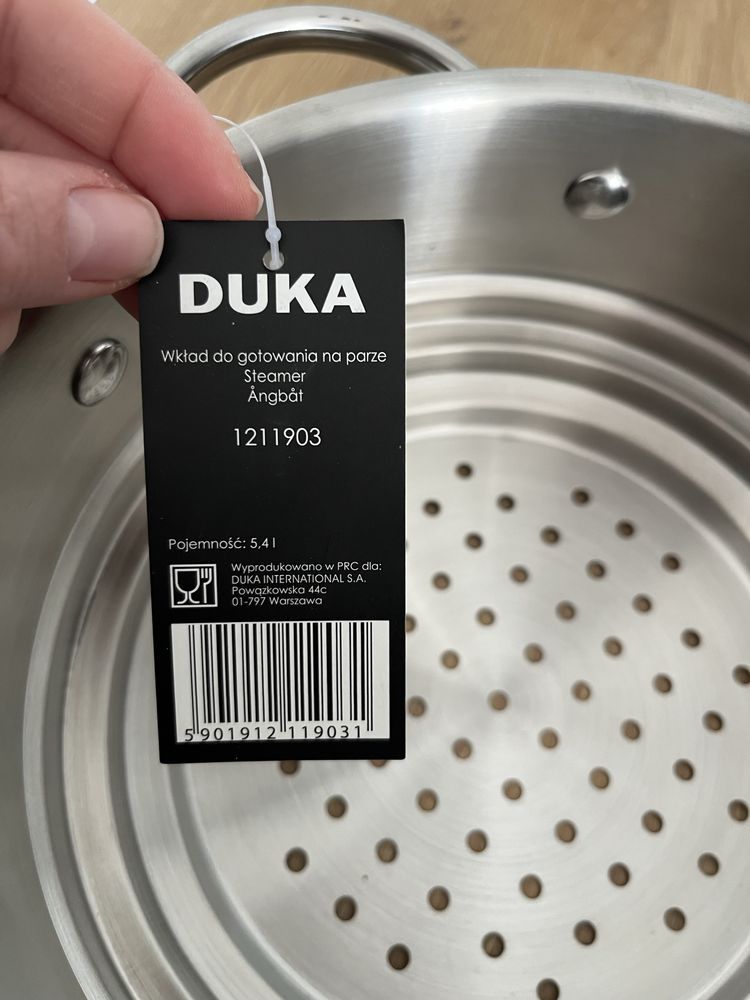 DUKA
Wkład do gotowania na parze
Steamer
Ångbåt
1211903
Pojemność: 5,4 l
Wyprodukowano w PRC dla:
DUKA INTERNATIONAL S.A.
Powązkowska 44c
01-797 Warszawa
5 901912 119031